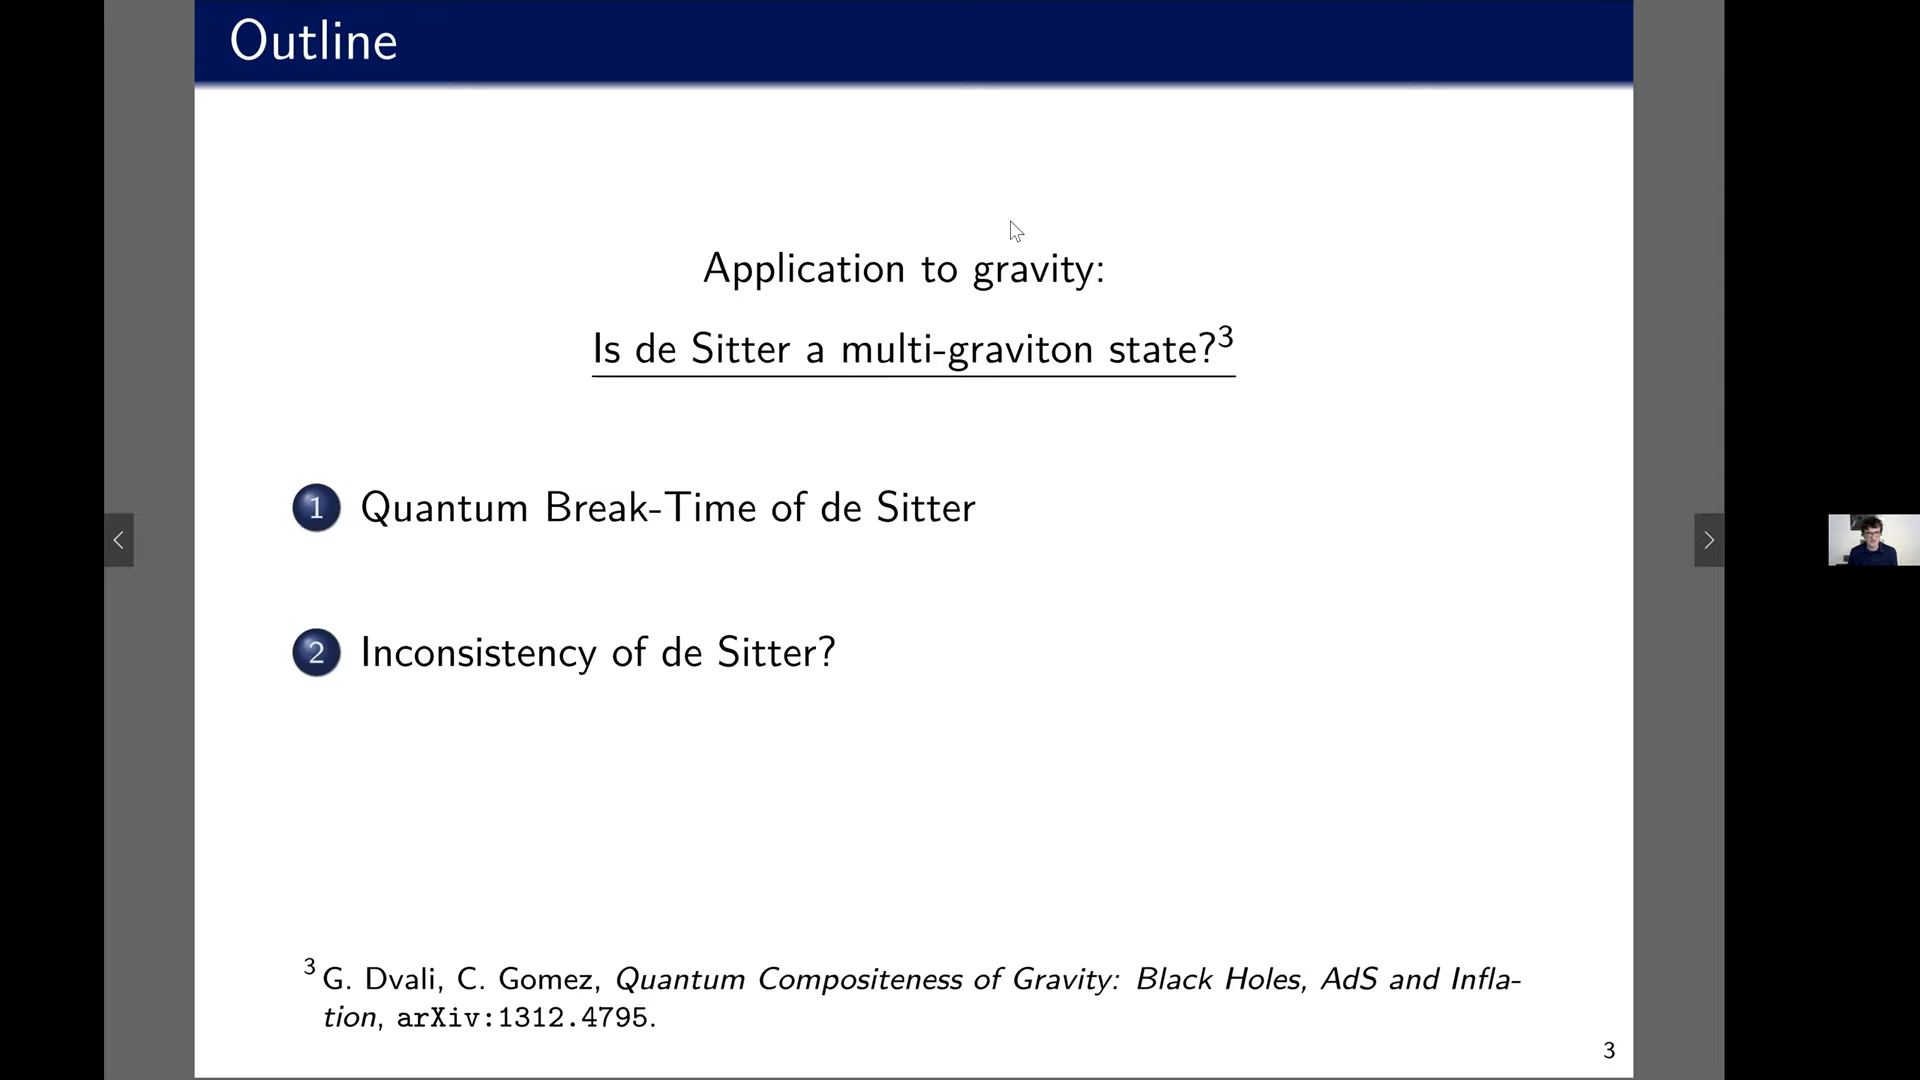 Outline
Application to gravity:
Is de Sitter a multi-graviton state?³
1 Quantum Break-Time of de Sitter
2 Inconsistency of de Sitter?
³ G. Dvali, C. Gomez, Quantum Compositeness of Gravity: Black Holes, AdS and Infla-
tion, arXiv:1312.4795.
3